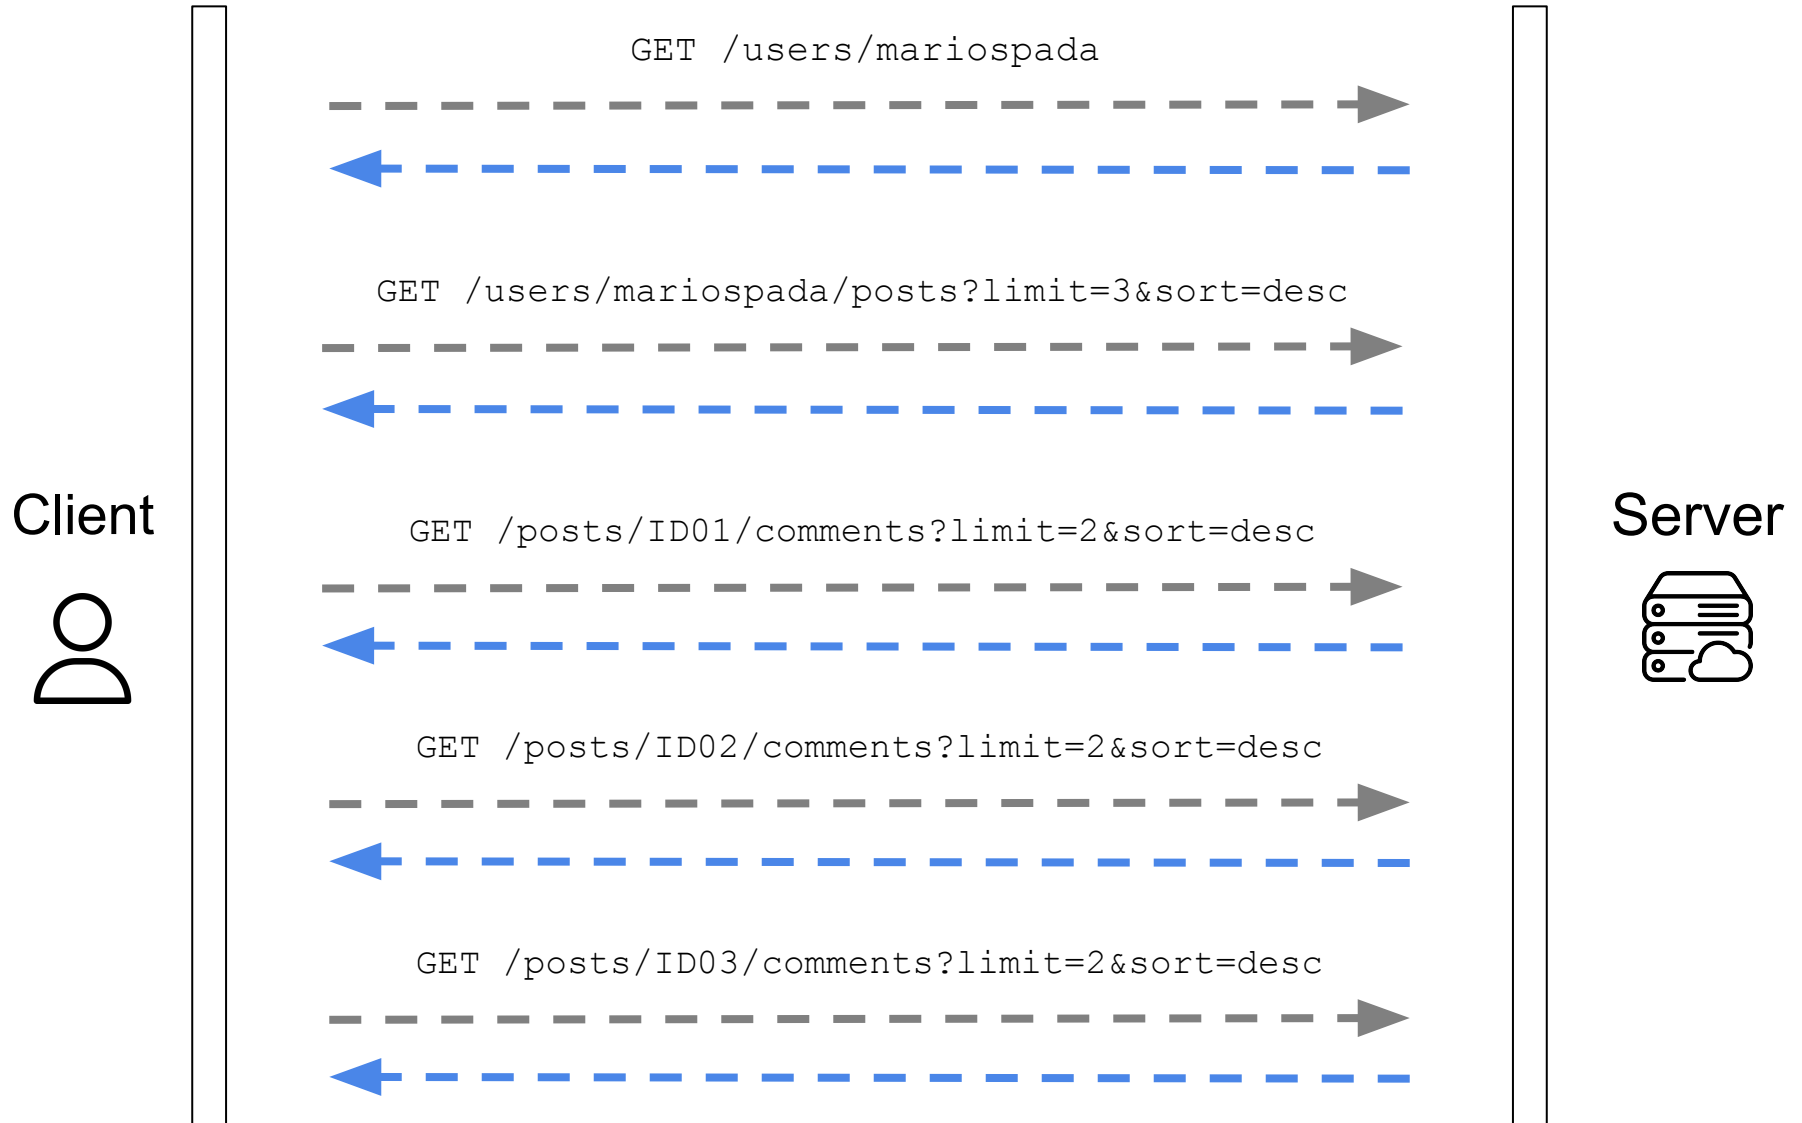 GET /users/mariospada
GET /users/mariospada/posts?limit=3&sort=desc
Client
GET /posts/ID01/comments?limit=2&sort=desc
Server
GET /posts/ID02/comments?limit=2&sort=desc
GET /posts/ID03/comments?limit=2&sort=desc